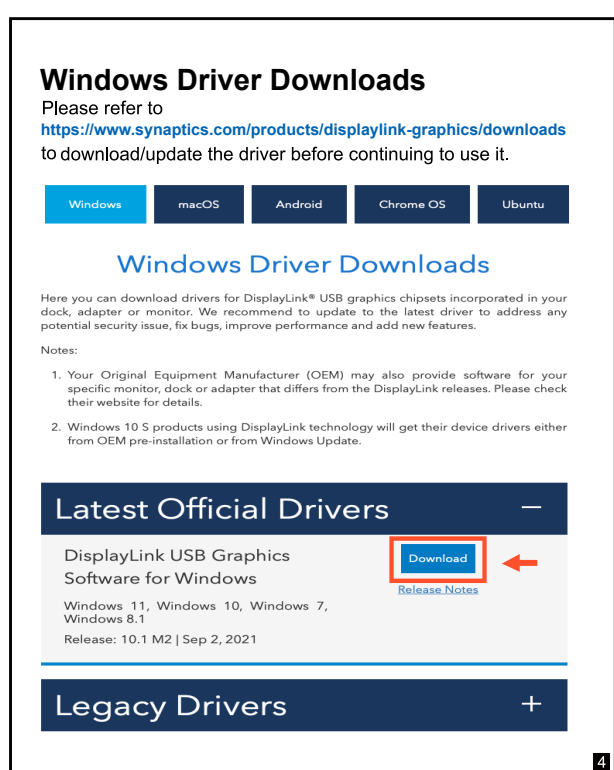 Windows Driver Downloads
Please refer to
https://www.synaptics.com/products/displaylink-graphics/downloads
to download/update the driver before continuing to use it.
Windows macOS Android Chrome OS Ubuntu
Windows Driver Downloads
Here you can download drivers for DisplayLink® USB graphics chipsets incorporated in your
dock, adapter or monitor. We recommend to update to the latest driver to address any
potential security issue, fix bugs, improve performance and add new features.
Notes:
1. Your Original Equipment Manufacturer (OEM) may also provide software for your
specific monitor, dock or adapter that differs from the DisplayLink releases. Please check
their website for details.
2. Windows 10 S products using DisplayLink technology will get their device drivers either
from OEM pre-installation or from Windows Update.
Latest Official Drivers −
DisplayLink USB Graphics
Software for Windows
Download
Release Notes
Windows 11, Windows 10, Windows 7,
Windows 8.1
Release: 10.1 M2 | Sep 2, 2021
Legacy Drivers +
4